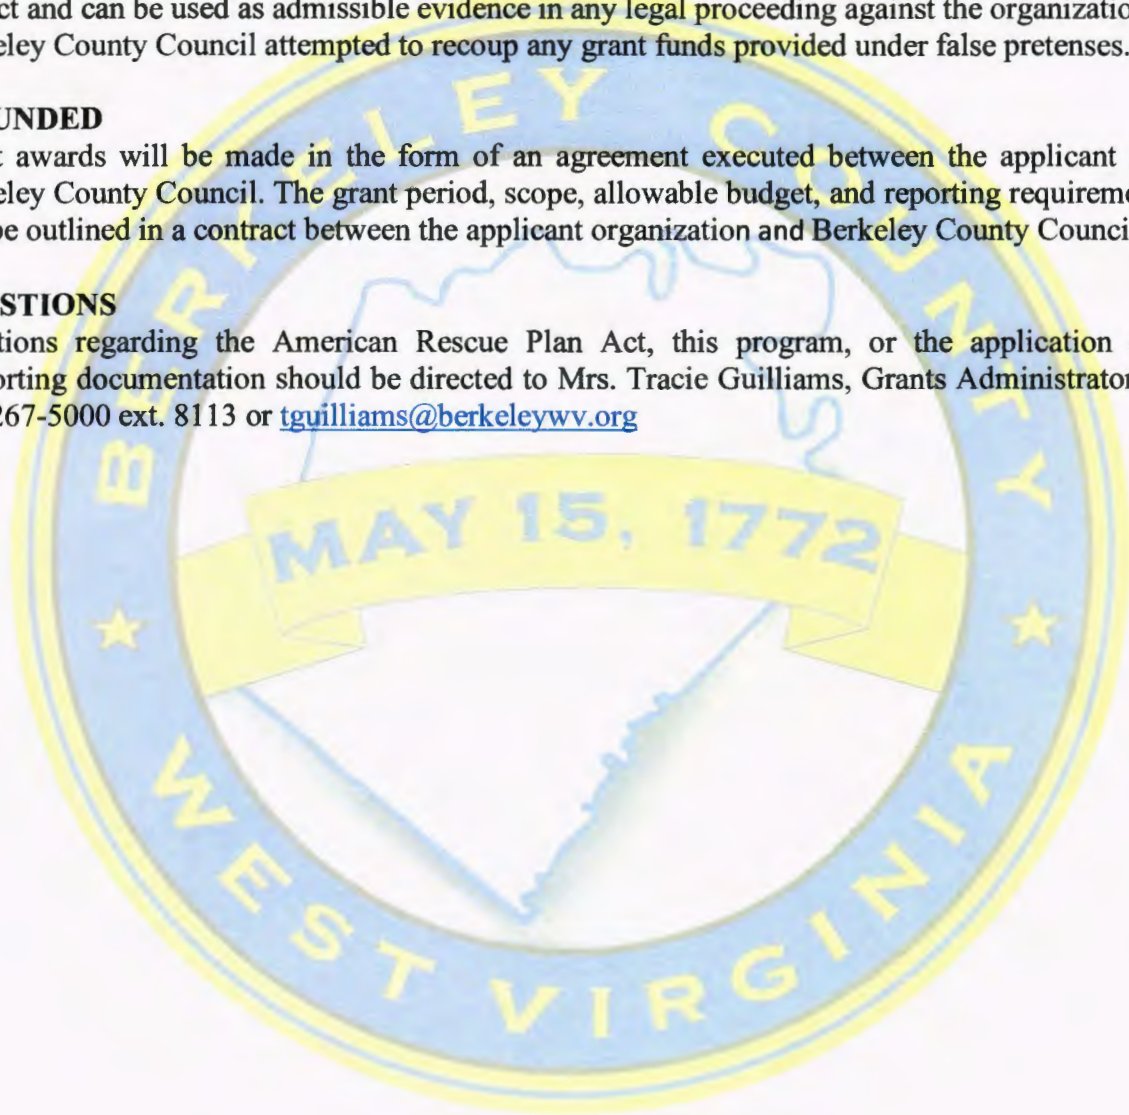 ct and can be used as admissible evidence in any legal proceeding against the organizatio
eley County Council attempted to recoup any grant funds provided under false pretenses.
UNDED
t awards will be made in the form of an agreement executed between the applicant
eley County Council. The grant period, scope, allowable budget, and reporting requireme
be outlined in a contract between the applicant organization and Berkeley County Counci
STIONS
tions regarding the American Rescue Plan Act, this program, or the application
orting documentation should be directed to Mrs. Tracie Guilliams, Grants Administrator
267-5000 ext. 8113 or tguilliams@berkeleywv.org
BERKELEY COUNTY
MAY 15, 1772
WEST VIRGINIA